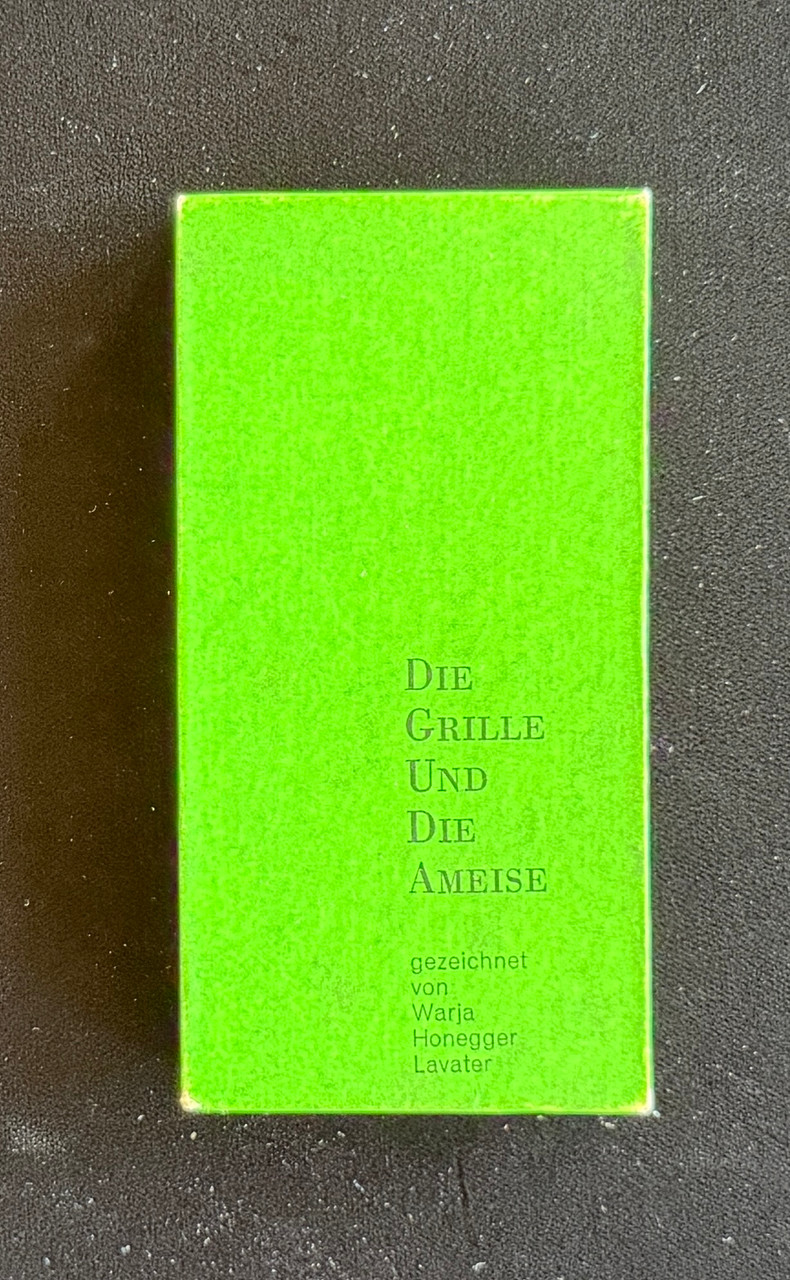 DIE
GRILLE
UND
DIE
AMEISE
gezeichnet
von
Warja
Honegger
Lavater